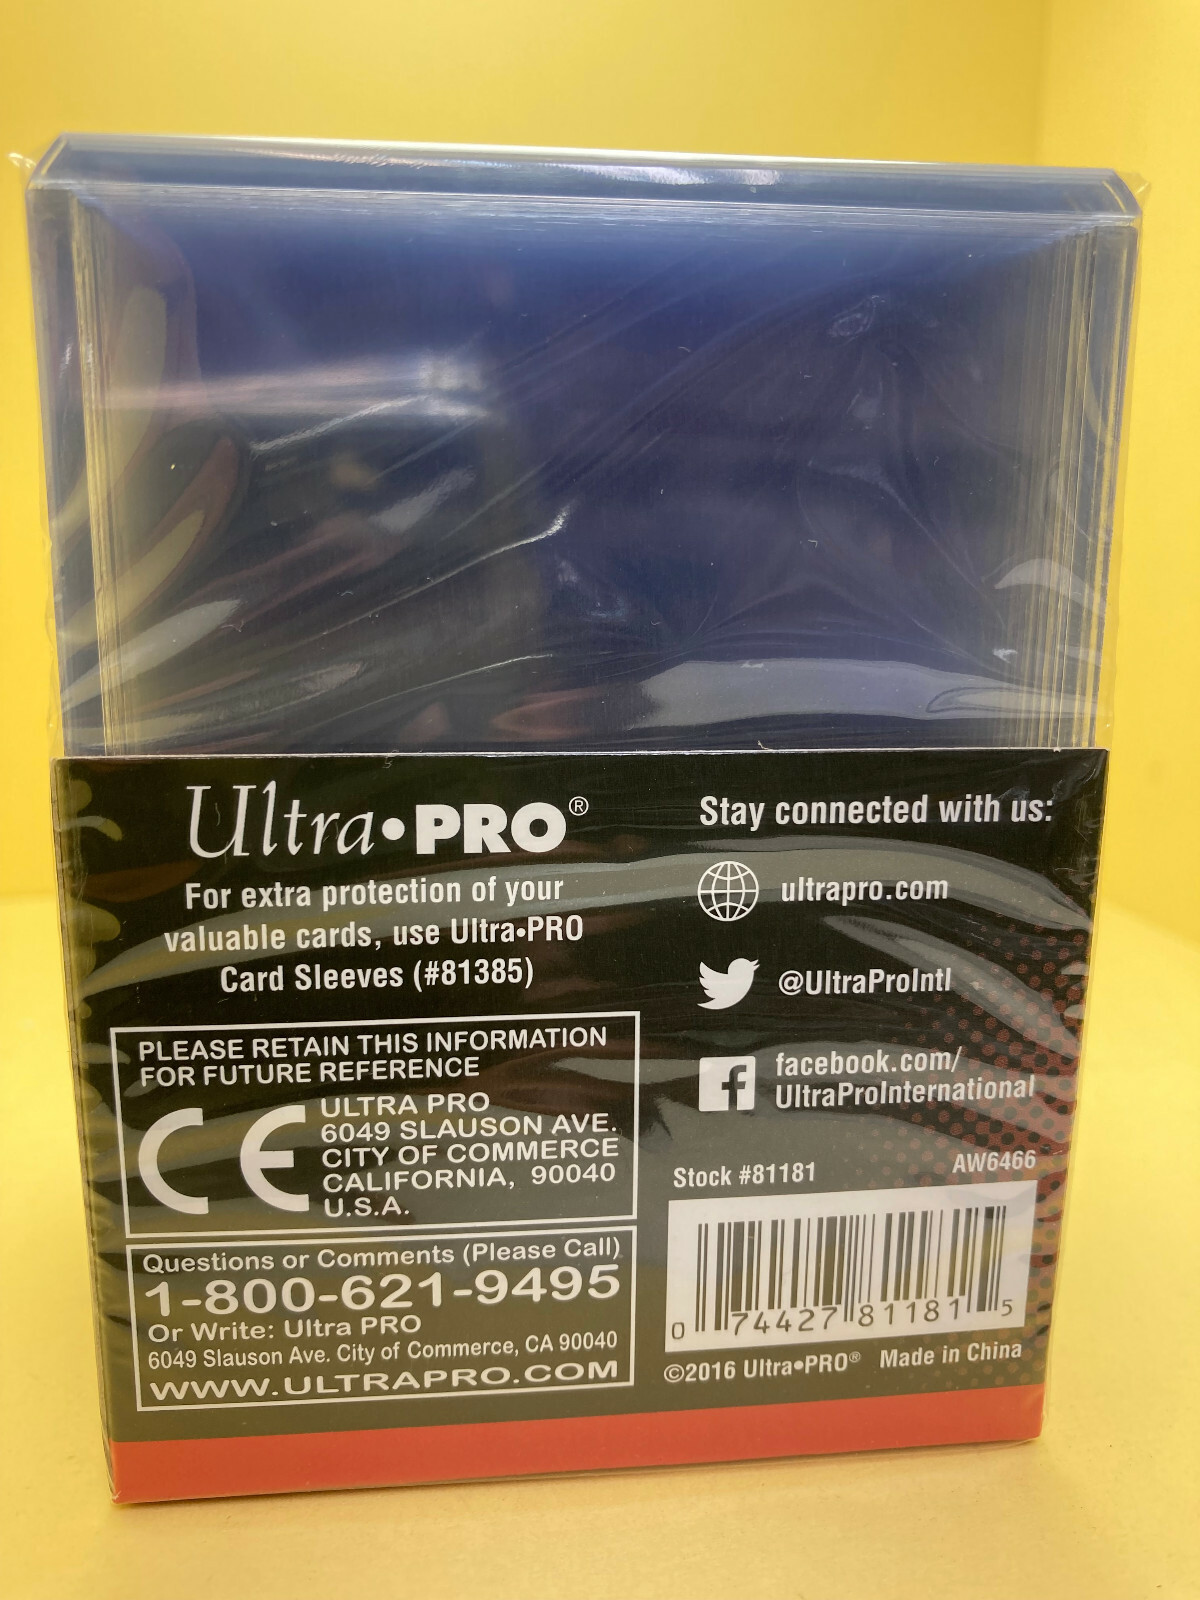 Ultra•PRO®
For extra protection of your
valuable cards, use Ultra•PRO
Card Sleeves (#81385)
PLEASE RETAIN THIS INFORMATION
FOR FUTURE REFERENCE
CE
ULTRA PRO
6049 SLAUSON AVE.
CITY OF COMMERCE
CALIFORNIA, 90040
U.S.A.
Questions or Comments (Please Call)
1-800-621-9495
Or Write: Ultra PRO
6049 Slauson Ave. City of Commerce, CA 90040
WWW.ULTRAPRO.COM
Stay connected with us:
ultrapro.com
@UltraProIntl
facebook.com/
UltraProInternational
Stock #81181 AW6466
0 74427 81181 5
©2016 Ultra•PRO® Made in China